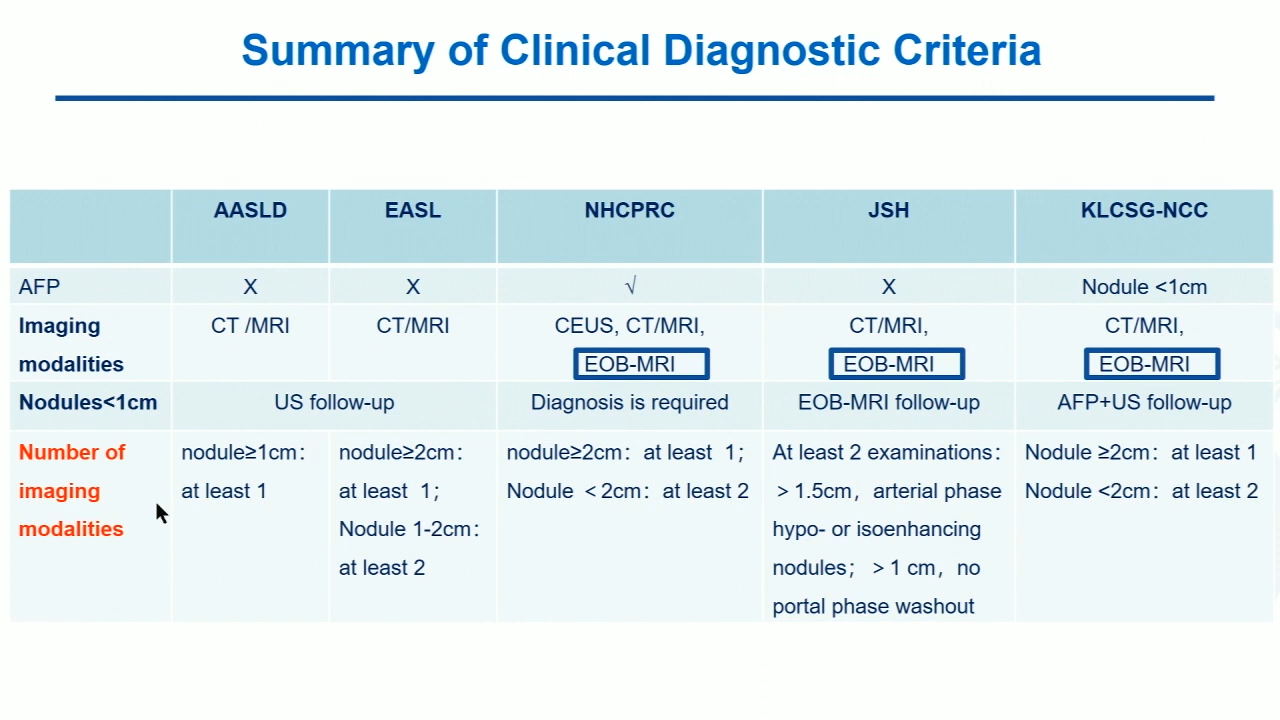 Summary of Clinical Diagnostic Criteria
AASLD EASL NHCPRC JSH KLCSG-NCC
AFP X X √ X Nodule <1cm
Imaging modalities CT /MRI CT/MRI CEUS, CT/MRI, EOB-MRI CT/MRI, EOB-MRI CT/MRI, EOB-MRI
Nodules<1cm US follow-up Diagnosis is required EOB-MRI follow-up AFP+US follow-up
Number of
imaging
modalities
nodule≥1cm：
at least 1
nodule≥2cm：
at least 1；
Nodule 1-2cm：
at least 2
nodule≥2cm：at least 1；
Nodule ＜2cm：at least 2
At least 2 examinations：
＞1.5cm，arterial phase
hypo- or isoenhancing
nodules；＞1 cm，no
portal phase washout
Nodule ≥2cm：at least 1
Nodule <2cm：at least 2